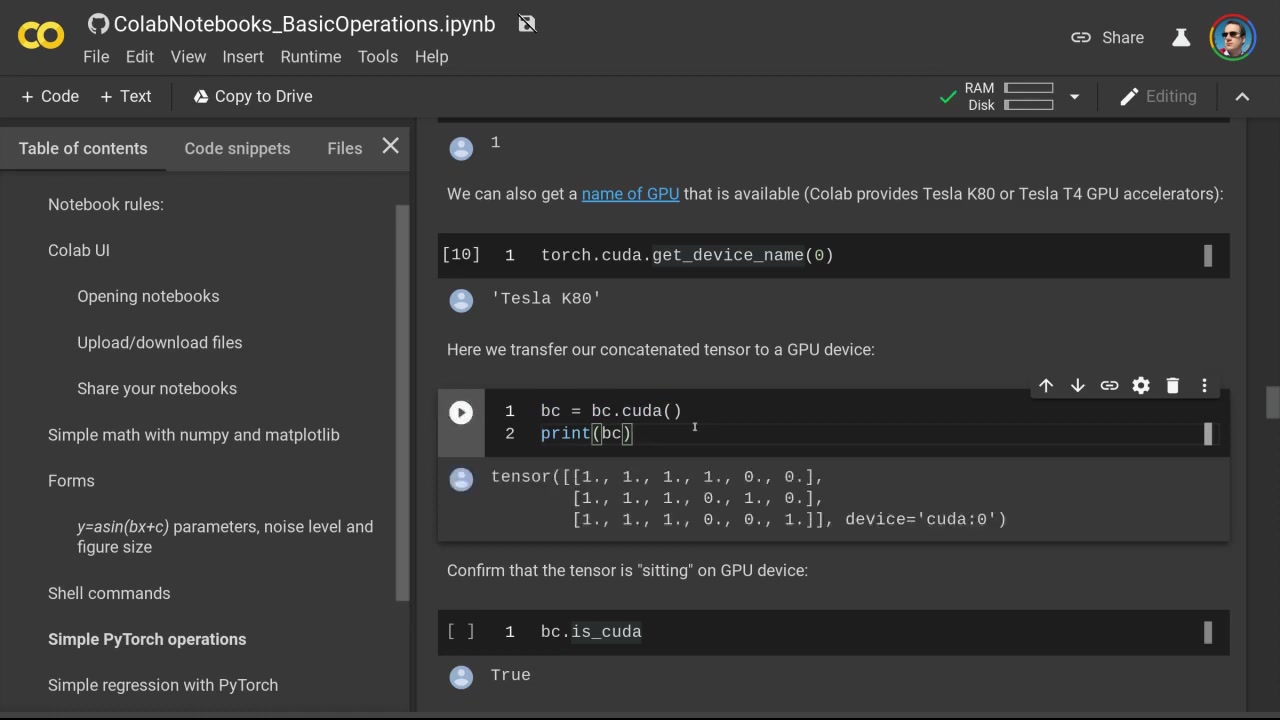 ColabNotebooks_BasicOperations.ipynb
File Edit View Insert Runtime Tools Help
Share
+ Code + Text Copy to Drive
RAM
Disk
Editing
Table of contents Code snippets Files
Notebook rules:
Colab UI
Opening notebooks
Upload/download files
Share your notebooks
Simple math with numpy and matplotlib
Forms
y=asin(bx+c) parameters, noise level and
figure size
Shell commands
Simple PyTorch operations
Simple regression with PyTorch
1
We can also get a name of GPU that is available (Colab provides Tesla K80 or Tesla T4 GPU accelerators):
[10] 1 torch.cuda.get_device_name(0)
'Tesla K80'
Here we transfer our concatenated tensor to a GPU device:
1 bc = bc.cuda()
2 print(bc)
tensor([[1., 1., 1., 1., 0., 0.],
[1., 1., 1., 0., 1., 0.],
[1., 1., 1., 0., 0., 1.]], device='cuda:0')
Confirm that the tensor is "sitting" on GPU device:
[ ] 1 bc.is_cuda
True